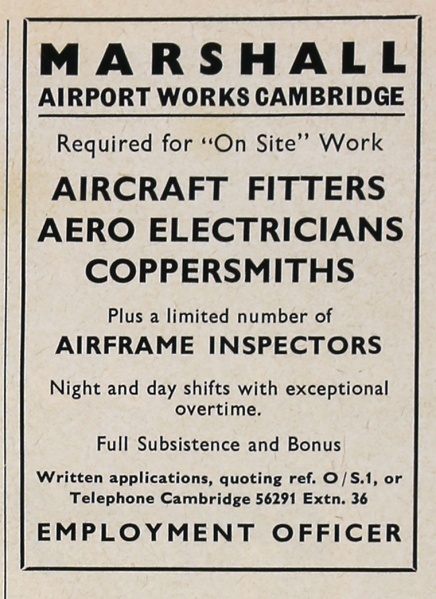 MARSHALL
AIRPORT WORKS CAMBRIDGE
Required for "On Site" Work
AIRCRAFT FITTERS
AERO ELECTRICIANS
COPPERSMITHS
Plus a limited number of
AIRFRAME INSPECTORS
Night and day shifts with exceptional
overtime.
Full Subsistence and Bonus
Written applications, quoting ref. O/S.1, or
Telephone Cambridge 56291 Extn. 36
EMPLOYMENT OFFICER